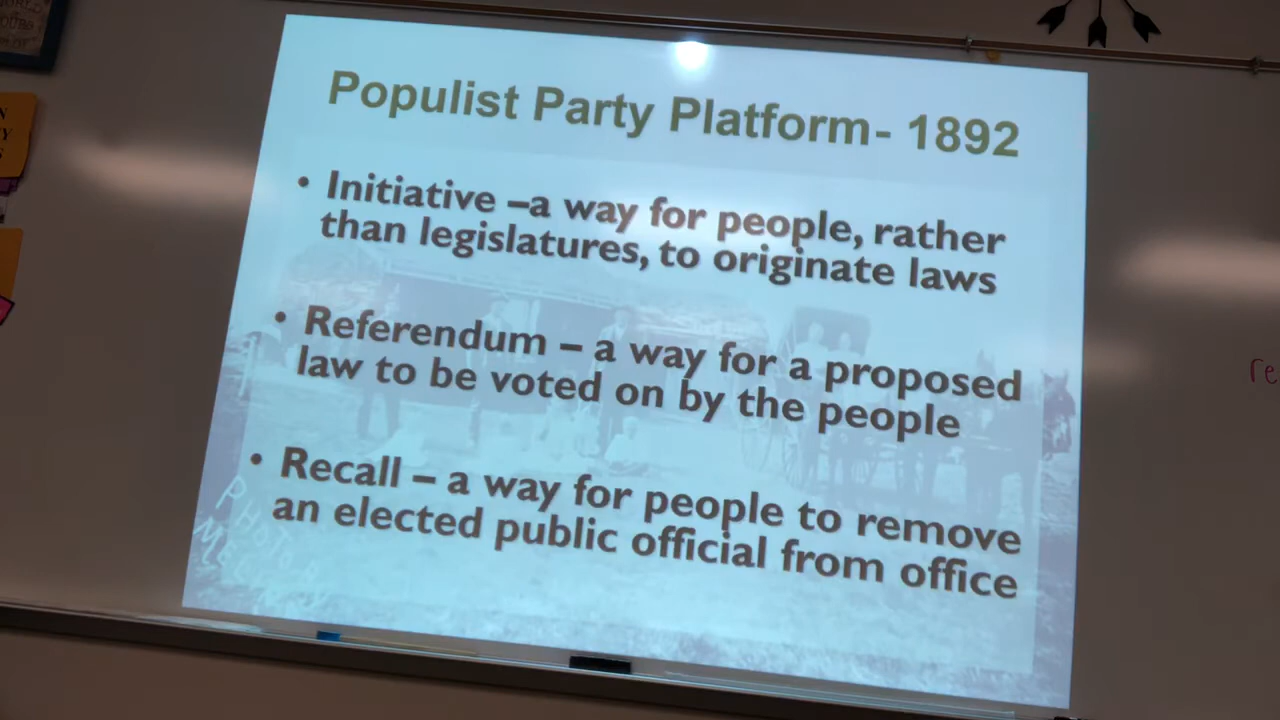 Populist Party Platform- 1892
• Initiative –a way for people, rather
than legislatures, to originate laws
• Referendum – a way for a proposed
law to be voted on by the people
• Recall – a way for people to remove
an elected public official from office